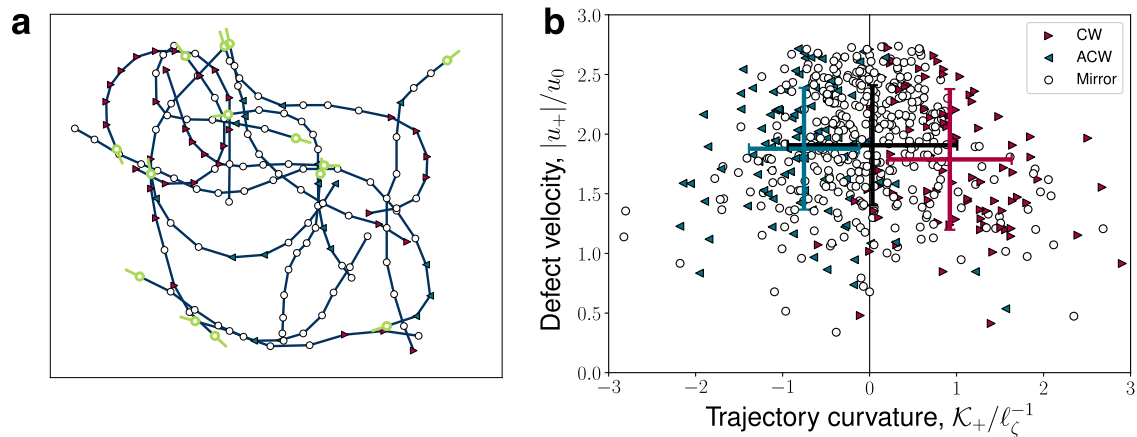 a
b
CW
ACW
Mirror
3.0
2.5
2.0
1.5
1.0
0.5
0.0
Defect velocity, |u₊|/u₀
−3
−2
−1
0
1
2
3
Trajectory curvature, 𝒦₊/ℓ_ζ⁻¹